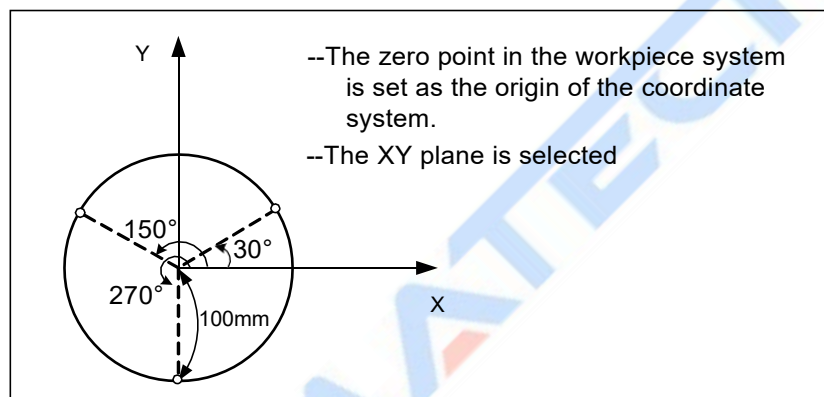 Y
--The zero point in the workpiece system
is set as the origin of the coordinate
system.
--The XY plane is selected
150°
30°
270°
X
100mm